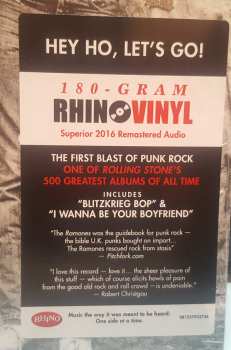 HEY HO, LET'S GO!
180-GRAM
RHINO VINYL
Superior 2016 Remastered Audio
THE FIRST BLAST OF PUNK ROCK
ONE OF ROLLING STONE'S
500 GREATEST ALBUMS OF ALL TIME
INCLUDES
"BLITZKRIEG BOP" &
"I WANNA BE YOUR BOYFRIEND"
"The Ramones was the guidebook for punk rock —
the bible U.K. punks bought on import...
The Ramones rescued rock from stasis"
— Pitchfork.com
"I love this record — love it... the sheer pleasure of
this stuff — which of course elicits howls of pain
from the good old rock and roll crowd — is undeniable."
— Robert Christgau
RHINO
Music the way it was meant to be heard:
One side at a time.